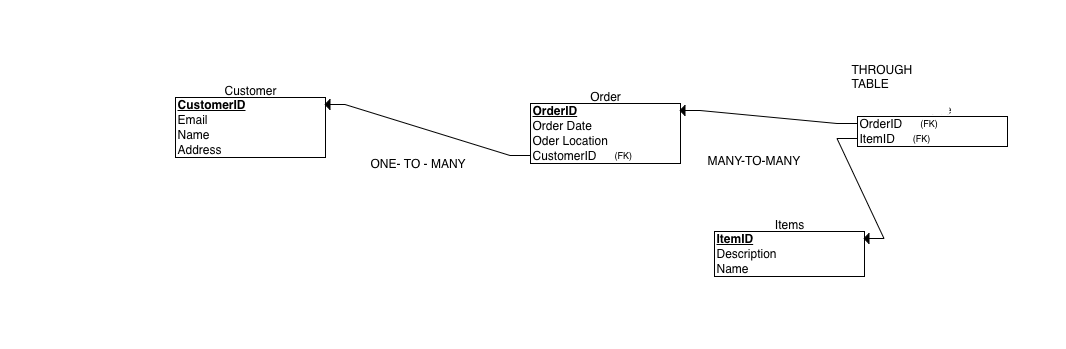 Customer
CustomerID
Email
Name
Address
ONE- TO - MANY
Order
OrderID
Order Date
Oder Location
CustomerID (FK)
MANY-TO-MANY
THROUGH
TABLE
OrderID (FK)
ItemID (FK)
Items
ItemID
Description
Name